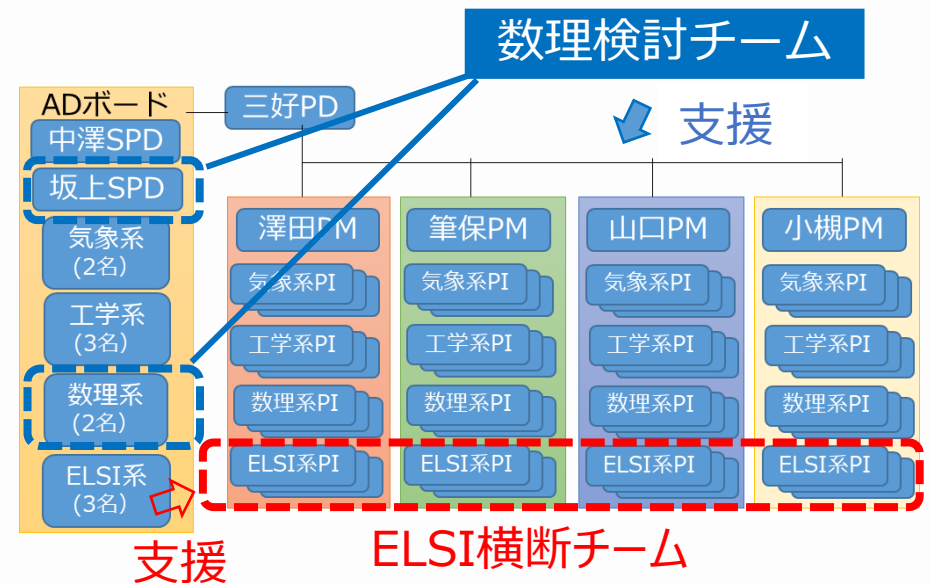 数理検討チーム
支援
ADボード
三好PD
中澤SPD
坂上SPD
気象系
(2名)
工学系
(3名)
数理系
(2名)
ELSI系
(3名)
澤田PM
気象系PI
工学系PI
数理系PI
ELSI系PI
筆保PM
気象系PI
工学系PI
数理系PI
ELSI系PI
山口PM
気象系PI
工学系PI
数理系PI
ELSI系PI
小槻PM
気象系PI
工学系PI
数理系PI
ELSI系PI
支援
ELSI横断チーム